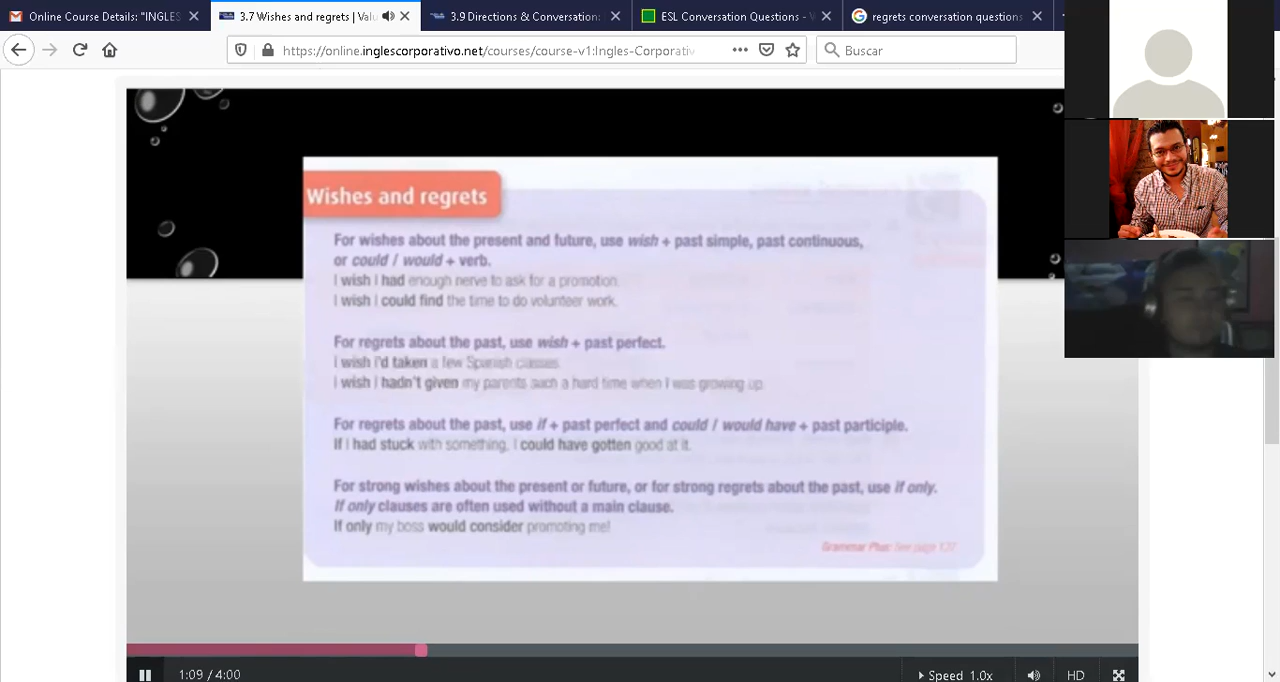 Online Course Details: "INGLES
3.7 Wishes and regrets | Valu
3.9 Directions & Conversation:
ESL Conversation Questions - W
regrets conversation questions
https://online.inglescorporativo.net/courses/course-v1:Ingles-Corporativ
Buscar
Wishes and regrets
For wishes about the present and future, use wish + past simple, past continuous,
or could / would + verb.
I wish I had enough nerve to ask for a promotion.
I wish I could find the time to do volunteer work.
For regrets about the past, use wish + past perfect.
I wish I'd taken a few Spanish classes.
I wish I hadn't given my parents such a hard time when I was growing up.
For regrets about the past, use if + past perfect and could / would have + past participle.
If I had stuck with something, I could have gotten good at it.
For strong wishes about the present or future, or for strong regrets about the past, use if only.
If only clauses are often used without a main clause.
If only my boss would consider promoting me!
Grammar Plus: See page 137
1:09 / 4:00
Speed 1.0x
HD